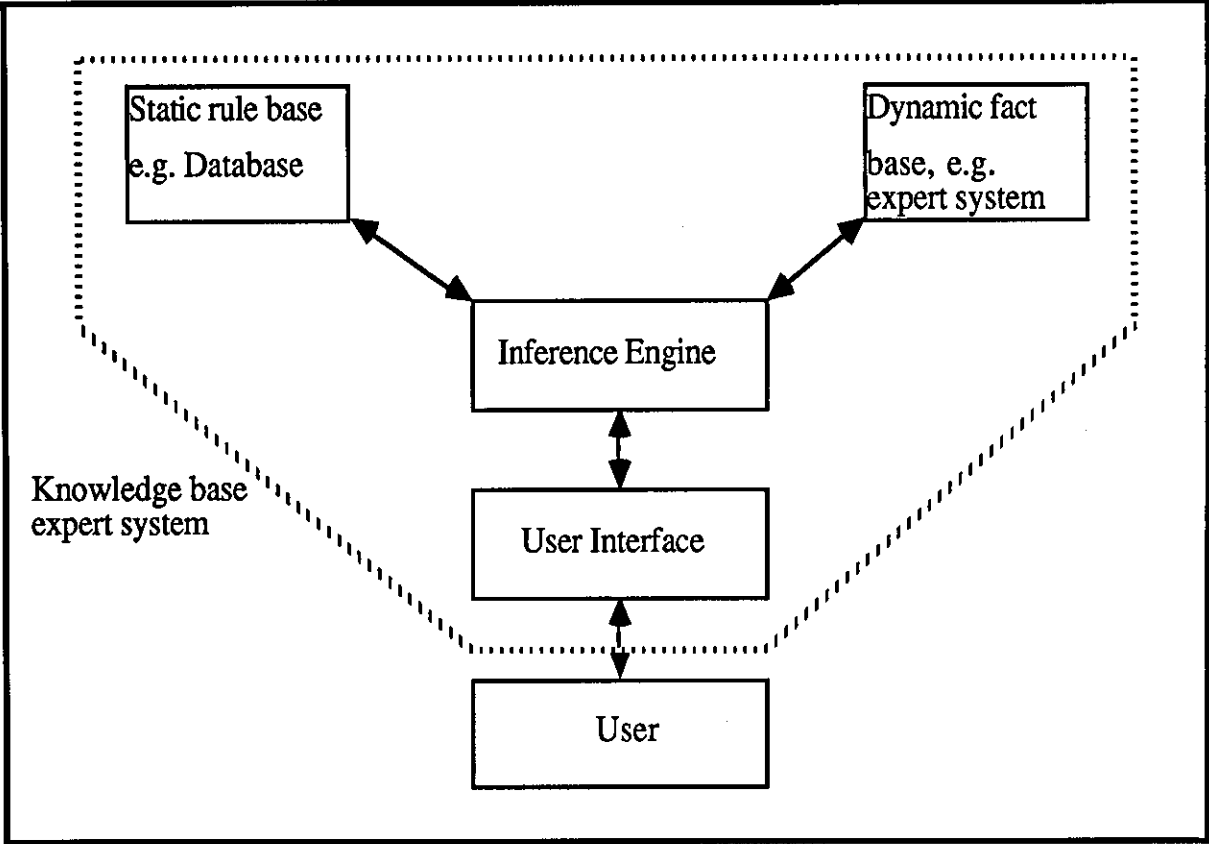 Static rule base
e.g. Database
Dynamic fact
base, e.g.
expert system
Inference Engine
Knowledge base
expert system
User Interface
User